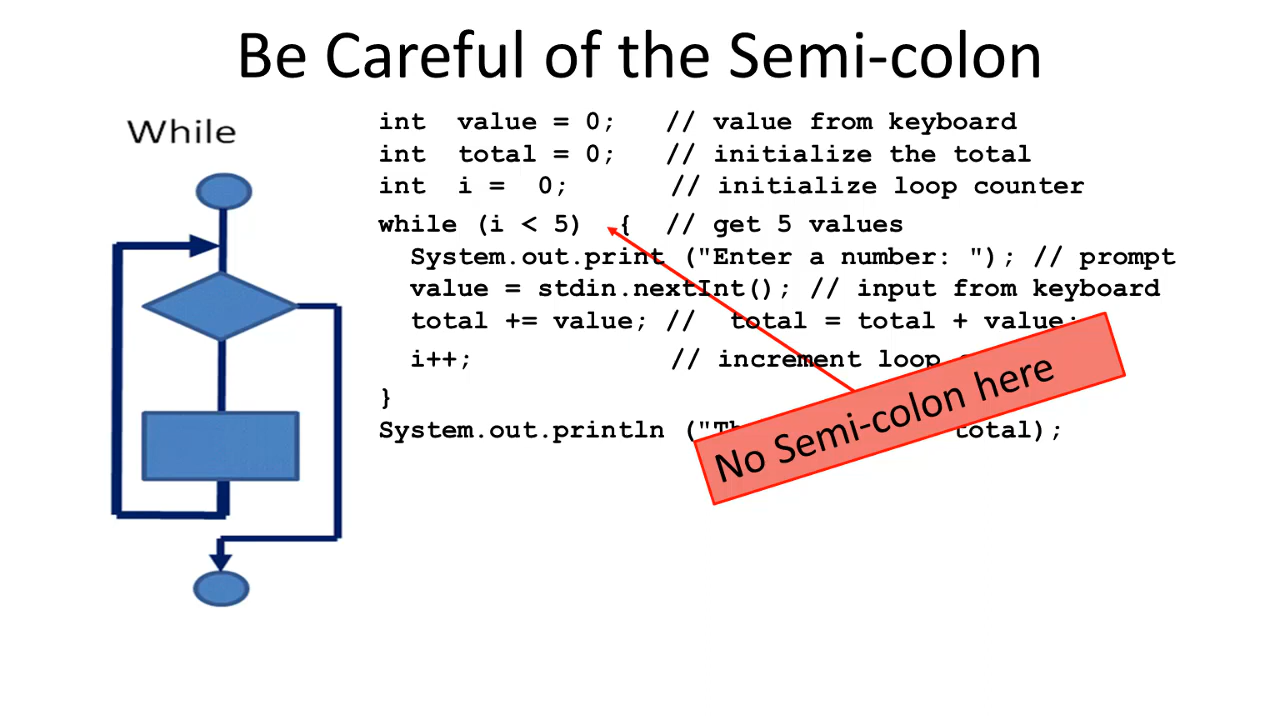 Be Careful of the Semi-colon
While
int  value = 0;   // value from keyboard
int  total = 0;   // initialize the total
int  i =  0;      // initialize loop counter
while (i < 5)  {  // get 5 values
  System.out.print ("Enter a number: "); // prompt
  value = stdin.nextInt(); // input from keyboard
  total += value; //  total = total + value;
  i++;            // increment loop
}
System.out.println ("Th total);
No Semi-colon here